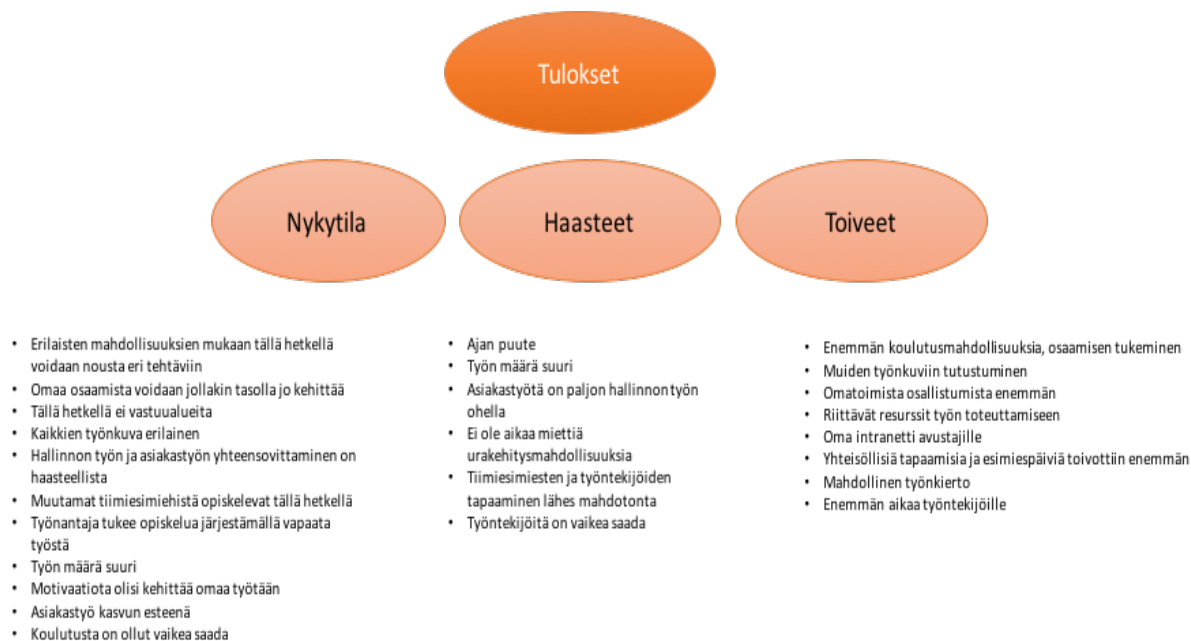 Tulokset
Nykytila
Haasteet
Toiveet
• Erilaisten mahdollisuuksien mukaan tällä hetkellä
voidaan nousta eri tehtäviin
• Omaa osaamista voidaan jollakin tasolla jo kehittää
• Tällä hetkellä ei vastuualueita
• Kaikkien työnkuva erilainen
• Hallinnon työn ja asiakastyön yhteensovittaminen on
haasteellista
• Muutamat tiimiesimiehistä opiskelevat tällä hetkellä
• Työnantaja tukee opiskelua järjestämällä vapaata
työstä
• Työn määrä suuri
• Motivaatiota olisi kehittää omaa työtään
• Asiakastyö kasvun esteenä
• Koulutusta on ollut vaikea saada
• Ajan puute
• Työn määrä suuri
• Asiakastyötä on paljon hallinnon työn
ohella
• Ei ole aikaa miettiä
urakehitysmahdollisuuksia
• Tiimiesimiesten ja työntekijöiden
tapaaminen lähes mahdotonta
• Työntekijöitä on vaikea saada
• Enemmän koulutusmahdollisuuksia, osaamisen tukeminen
• Muiden työnkuviin tutustuminen
• Omatoimista osallistumista enemmän
• Riittävät resurssit työn toteuttamiseen
• Oma intranetti avustajille
• Yhteisöllisiä tapaamisia ja esimiespäiviä toivottiin enemmän
• Mahdollinen työnkierto
• Enemmän aikaa työntekijöille